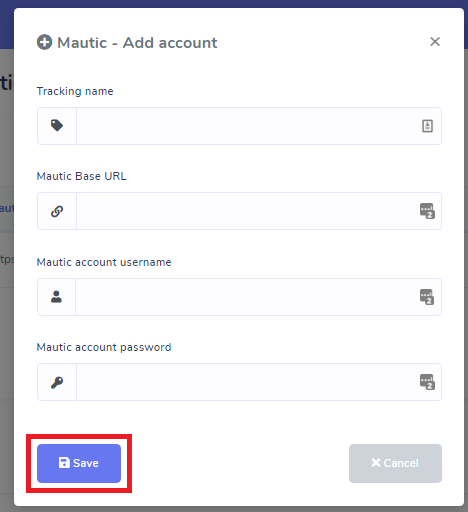 Mautic - Add account
Tracking name
Mautic Base URL
Mautic account username
Mautic account password
Save
Cancel